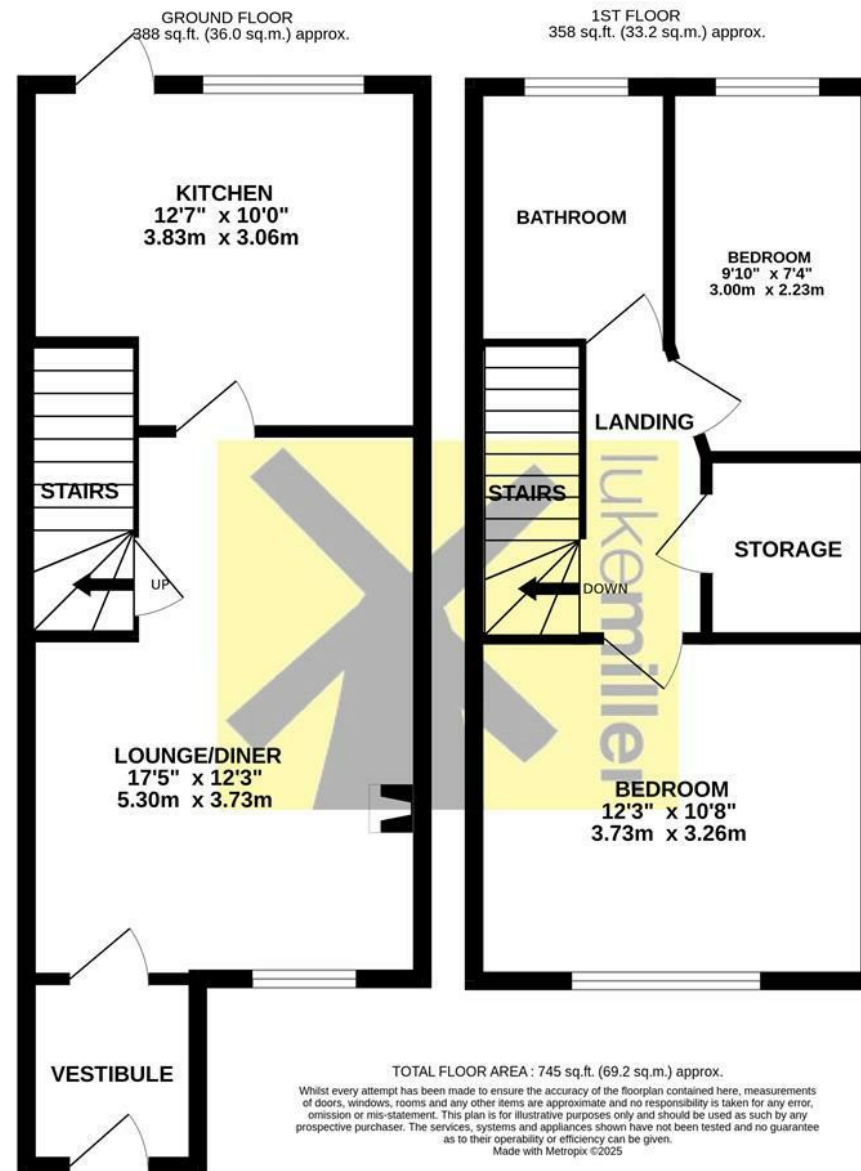 GROUND FLOOR
388 sq.ft. (36.0 sq.m.) approx.
KITCHEN
12'7" x 10'0"
3.83m x 3.06m
STAIRS
UP
LOUNGE/DINER
17'5" x 12'3"
5.30m x 3.73m
VESTIBULE
1ST FLOOR
358 sq.ft. (33.2 sq.m.) approx.
BATHROOM
BEDROOM
9'10" x 7'4"
3.00m x 2.23m
LANDING
STAIRS
DOWN
STORAGE
BEDROOM
12'3" x 10'8"
3.73m x 3.26m
lukemiller
TOTAL FLOOR AREA : 745 sq.ft. (69.2 sq.m.) approx.
Whilst every attempt has been made to ensure the accuracy of the floorplan contained here, measurements
of doors, windows, rooms and any other items are approximate and no responsibility is taken for any error,
omission or mis-statement. This plan is for illustrative purposes only and should be used as such by any
prospective purchaser. The services, systems and appliances shown have not been tested and no guarantee
as to their operability or efficiency can be given.
Made with Metropix ©2025